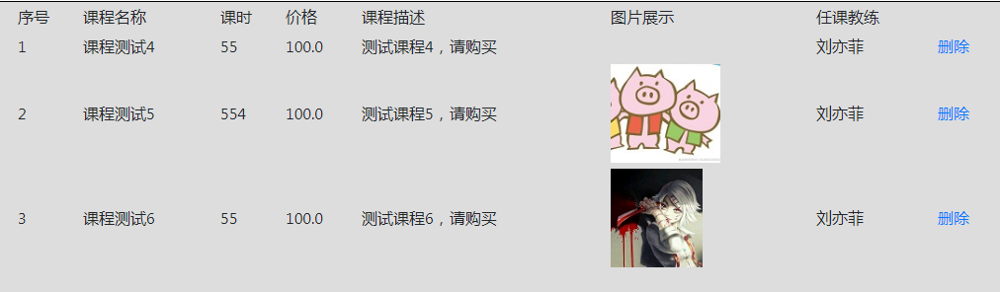 序号 课程名称 课时 价格 课程描述 图片展示 任课教练
1 课程测试4 55 100.0 测试课程4，请购买 刘亦菲 删除
2 课程测试5 554 100.0 测试课程5，请购买 刘亦菲 删除
3 课程测试6 55 100.0 测试课程6，请购买 刘亦菲 删除